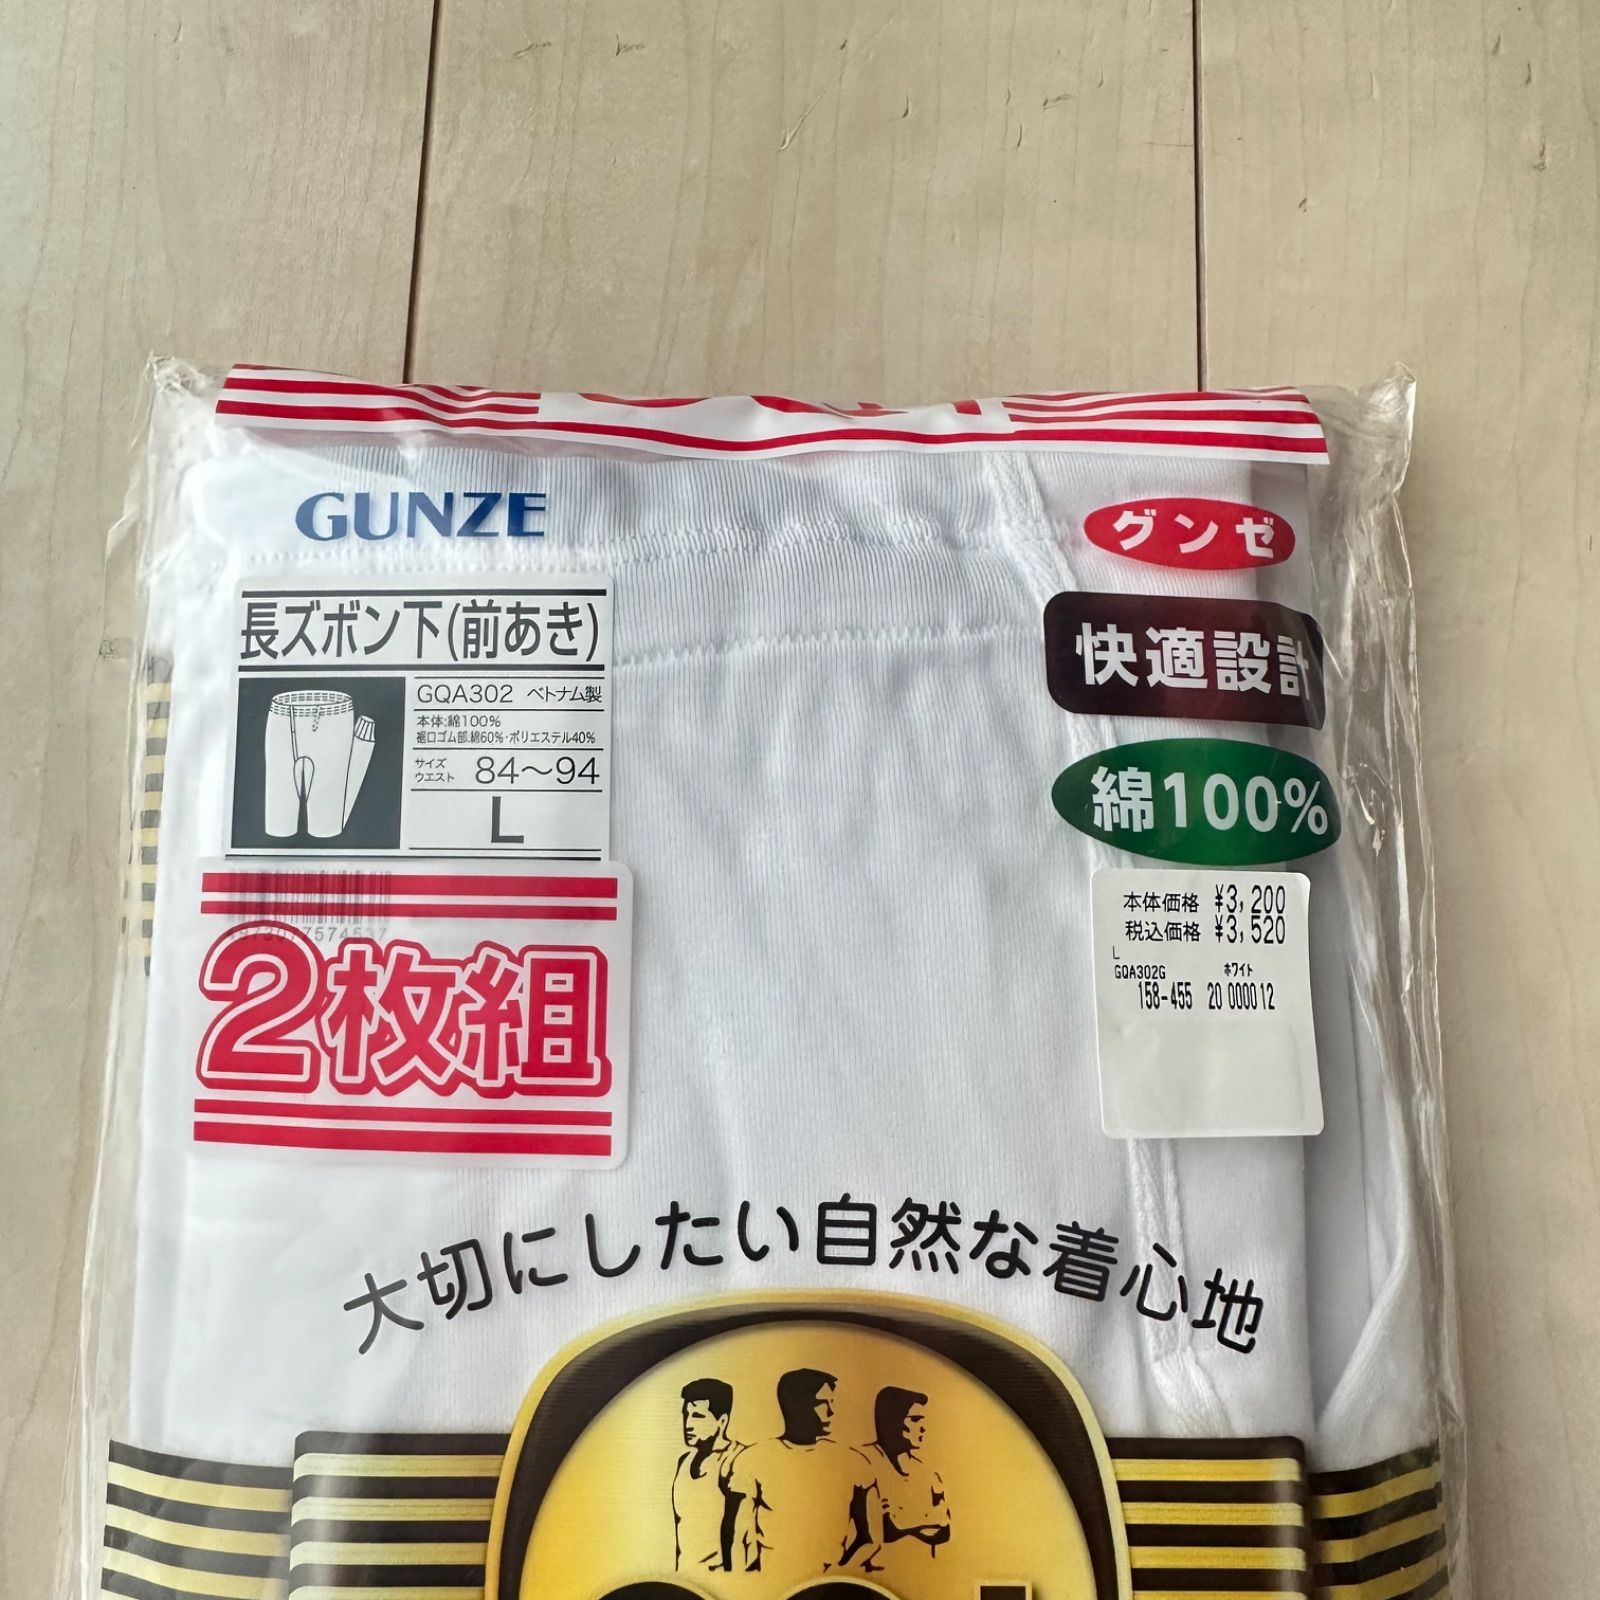 GUNZE
グンゼ
長ズボン下(前あき)
GQA302 ベトナム製
本体:綿100%
裾口ゴム部:綿60%・ポリエステル40%
サイズ
ウエスト 84〜94
L
快適設計
綿100%
2枚組
本体価格 ¥3,200
税込価格 ¥3,520
L
GQA302G ホワイト
158-455 20 000012
大切にしたい自然な着心地